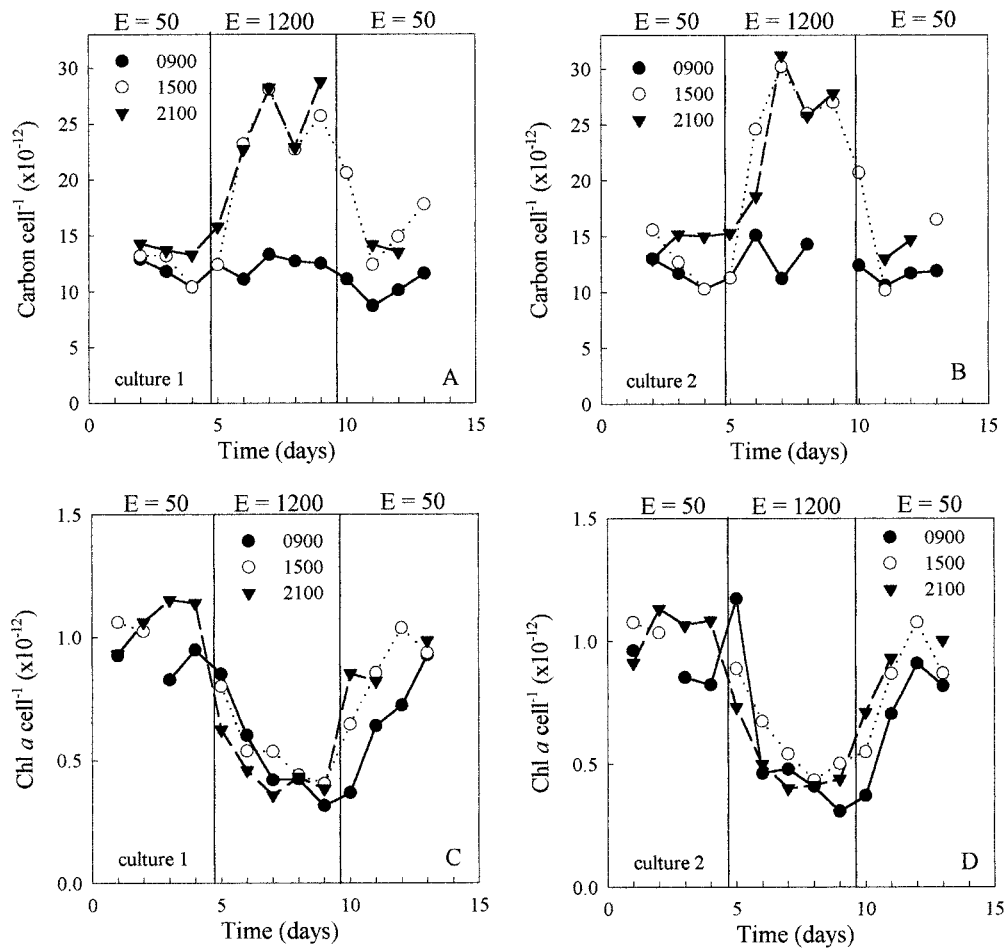 E = 50 E = 1200 E = 50
0900
1500
2100
Carbon cell⁻¹ (x10⁻¹²)
30
25
20
15
10
5
0
culture 1
A
0 5 10 15
Time (days)
E = 50 E = 1200 E = 50
0900
1500
2100
Carbon cell⁻¹ (x10⁻¹²)
30
25
20
15
10
5
0
culture 2
B
0 5 10 15
Time (days)
E = 50 E = 1200 E = 50
0900
1500
2100
Chl a cell⁻¹ (x10⁻¹²)
1.5
1.0
0.5
0.0
culture 1
C
0 5 10 15
Time (days)
E = 50 E = 1200 E = 50
0900
1500
2100
Chl a cell⁻¹ (x10⁻¹²)
1.5
1.0
0.5
0.0
culture 2
D
0 5 10 15
Time (days)